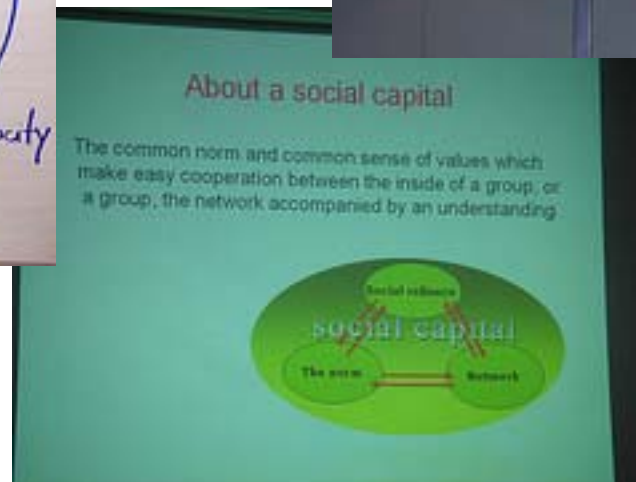 About a social capital
The common norm and common sense of values which
make easy cooperation between the inside of a group, or
a group, the network accompanied by an understanding
Social reliance
social capital
The norm
Network